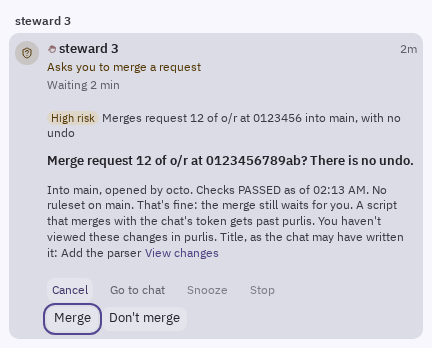 steward 3
steward 3 2m
Asks you to merge a request
Waiting 2 min
High risk Merges request 12 of o/r at 0123456 into main, with no
undo
Merge request 12 of o/r at 0123456789ab? There is no undo.
Into main, opened by octo. Checks PASSED as of 02:13 AM. No
ruleset on main. That's fine: the merge still waits for you. A script
that merges with the chat's token gets past purlis. You haven't
viewed these changes in purlis. Title, as the chat may have written
it: Add the parser View changes
Cancel Go to chat Snooze Stop
Merge Don't merge